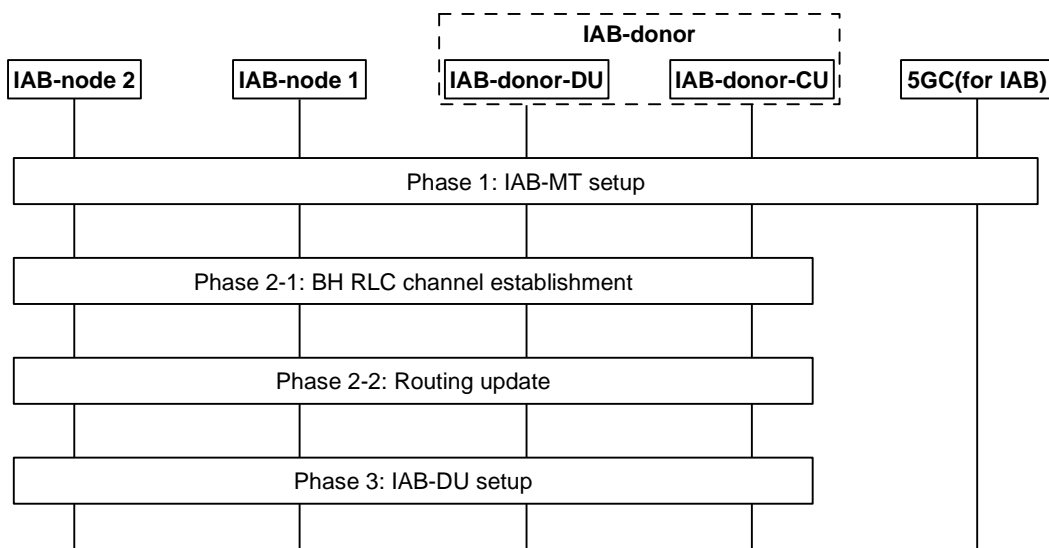 IAB-donor
IAB-node 2
IAB-node 1
IAB-donor-DU
IAB-donor-CU
5GC(for IAB)
Phase 1: IAB-MT setup
Phase 2-1: BH RLC channel establishment
Phase 2-2: Routing update
Phase 3: IAB-DU setup